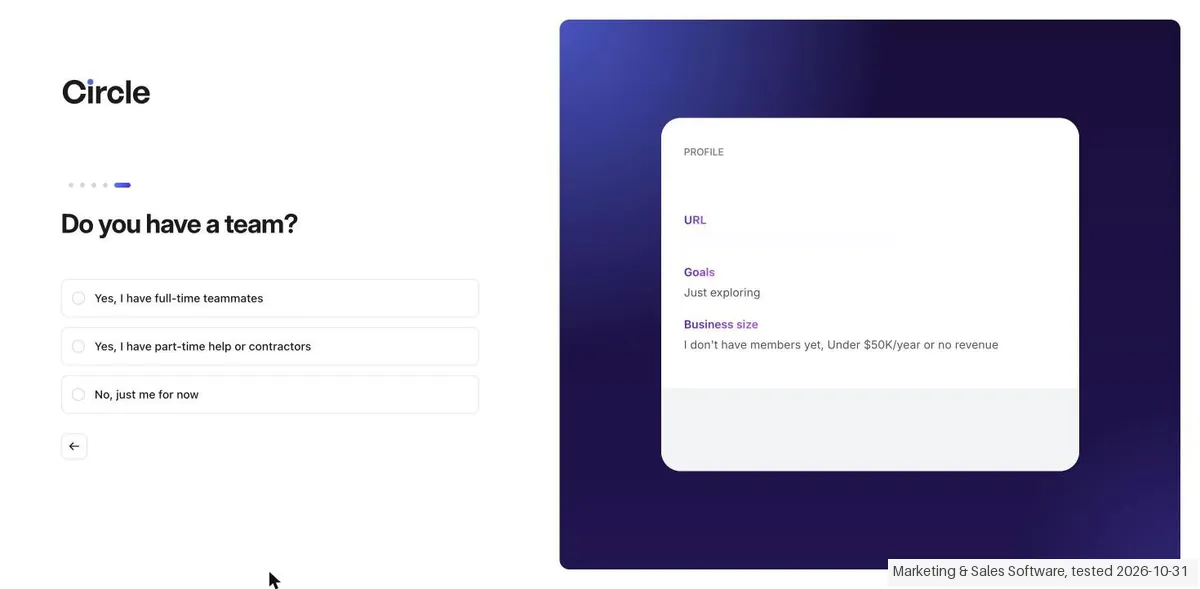 Circle
Do you have a team?
Yes, I have full-time teammates
Yes, I have part-time help or contractors
No, just me for now
PROFILE
URL
Goals
Just exploring
Business size
I don't have members yet, Under $50K/year or no revenue
Marketing & Sales Software, tested 2026-10-31